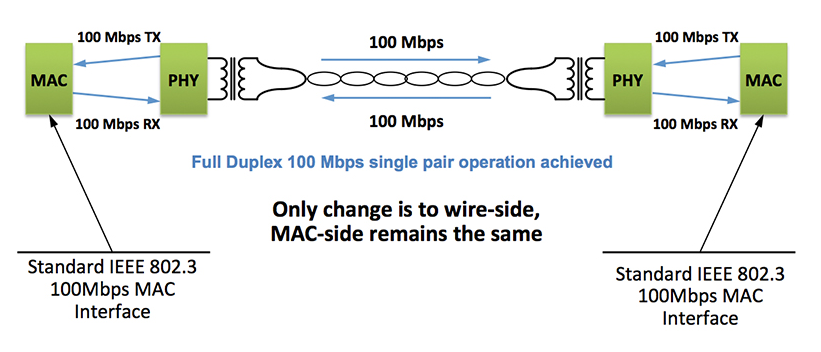 100 Mbps TX
MAC
PHY
100 Mbps RX
100 Mbps
100 Mbps
100 Mbps TX
PHY
MAC
100 Mbps RX
Full Duplex 100 Mbps single pair operation achieved
Only change is to wire-side,
MAC-side remains the same
Standard IEEE 802.3
100Mbps MAC
Interface
Standard IEEE 802.3
100Mbps MAC
Interface